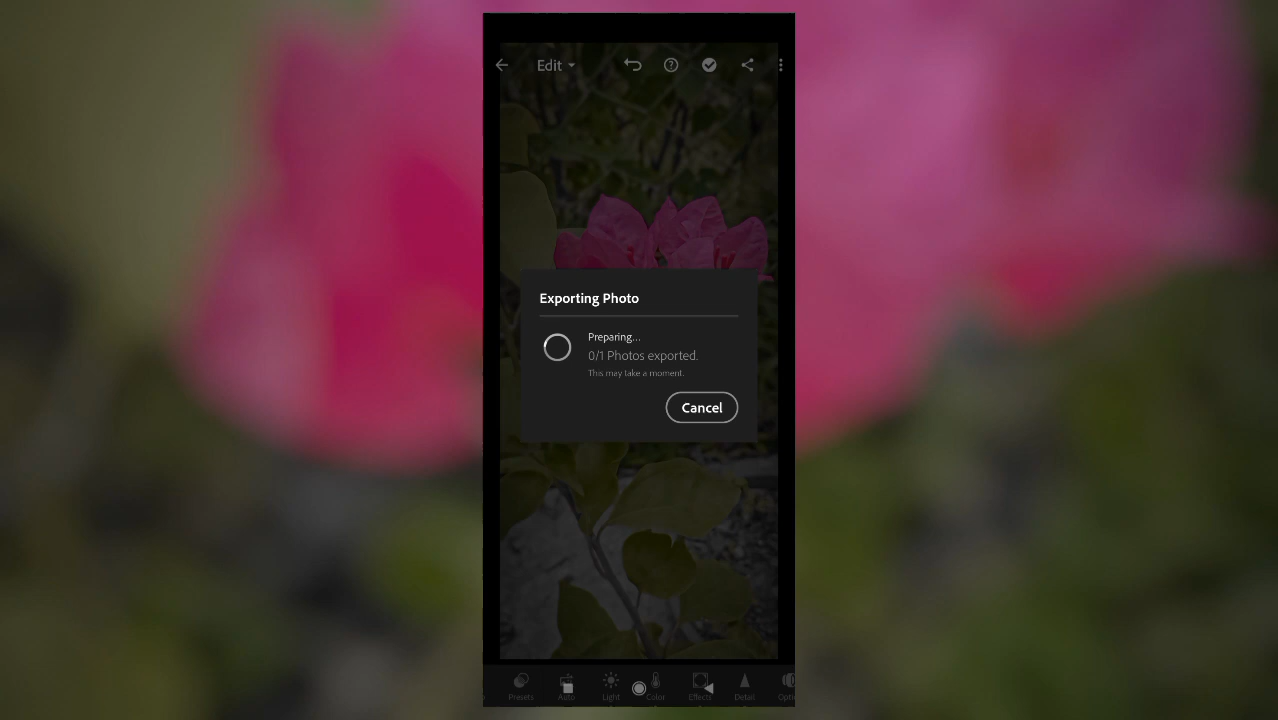 Edit
Exporting Photo
Preparing...
0/1 Photos exported.
This may take a moment.
Cancel
Presets Auto Light Color Effects Detail Opti